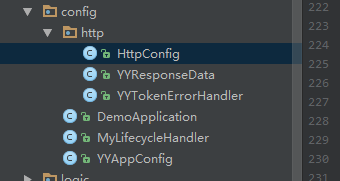 222
config
223
http
224
HttpConfig
225
YYResponseData
226
YYTokenErrorHandler
227
DemoApplication
228
MyLifecycleHandler
229
YYAppConfig
230
logic
231